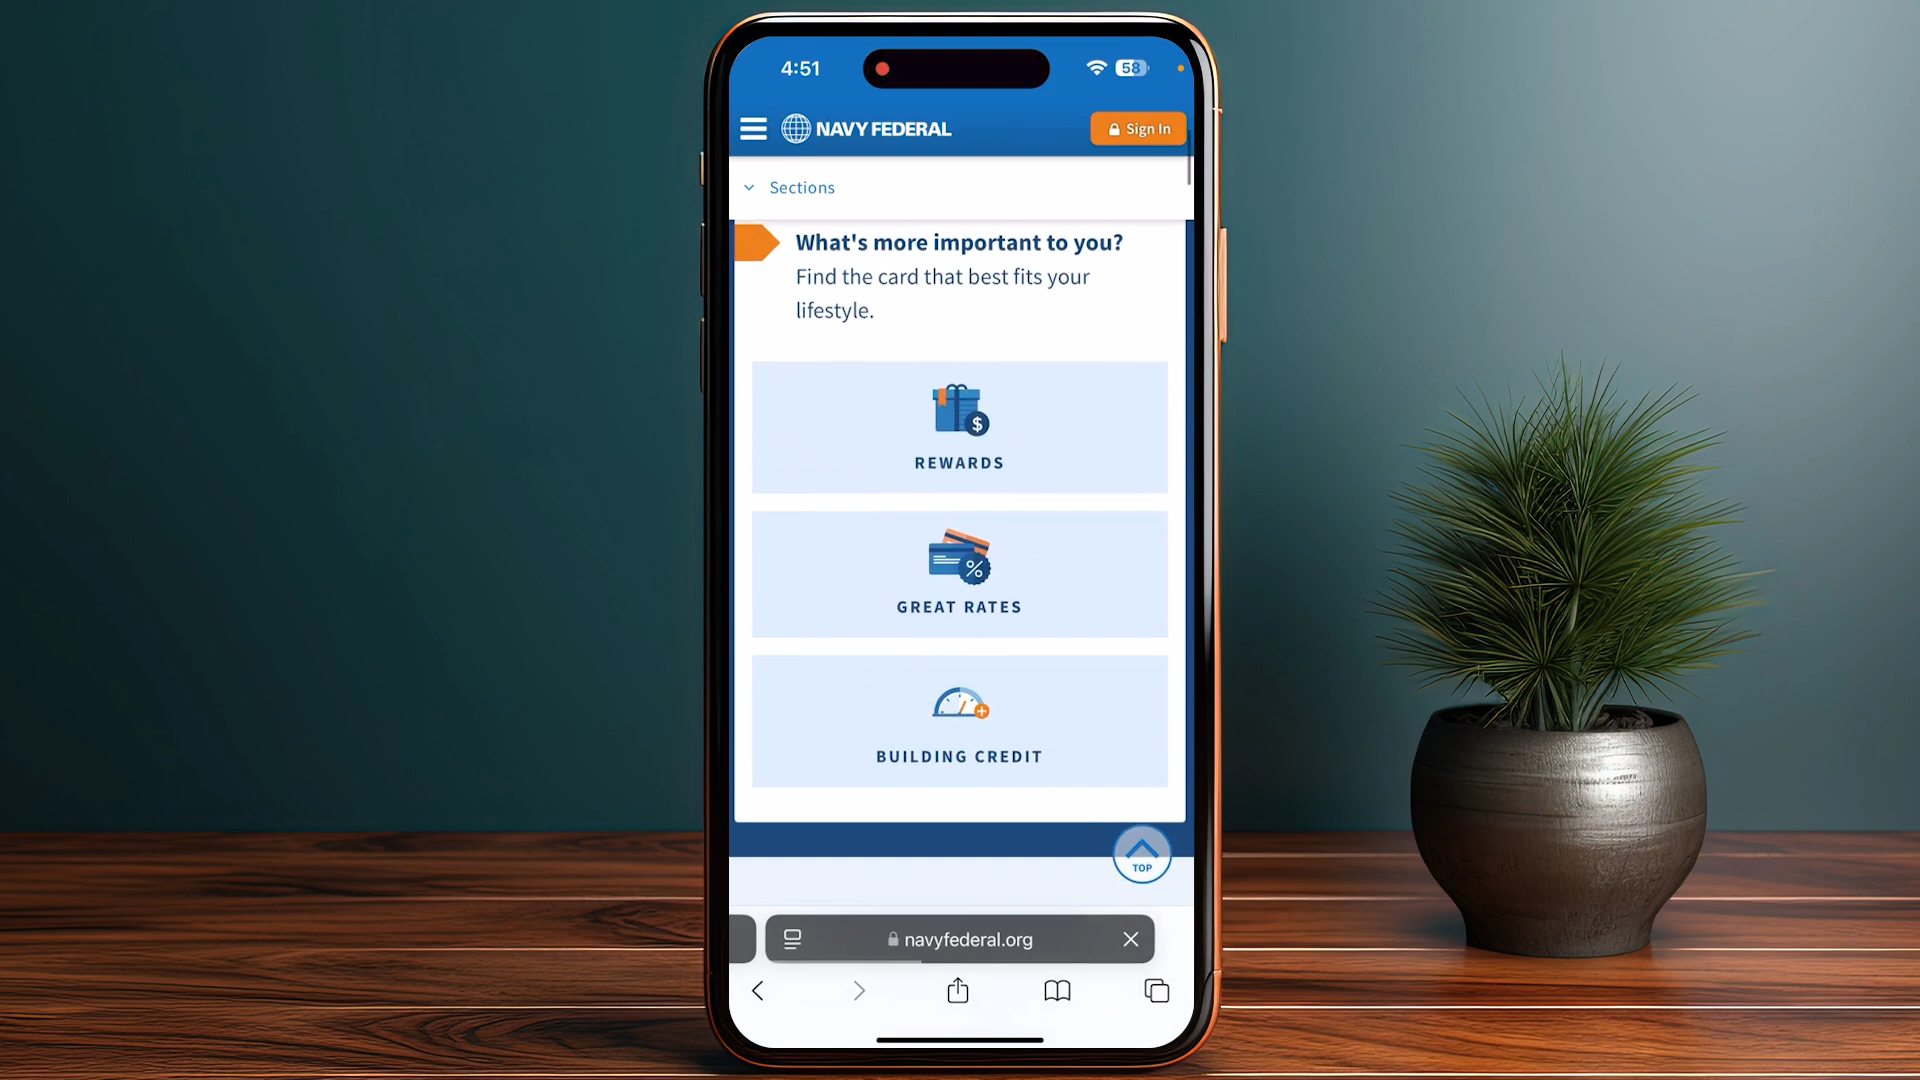 4:51
58
NAVY FEDERAL
Sign In
Sections
What's more important to you?
Find the card that best fits your
lifestyle.
$
REWARDS
%
GREAT RATES
BUILDING CREDIT
TOP
navyfederal.org